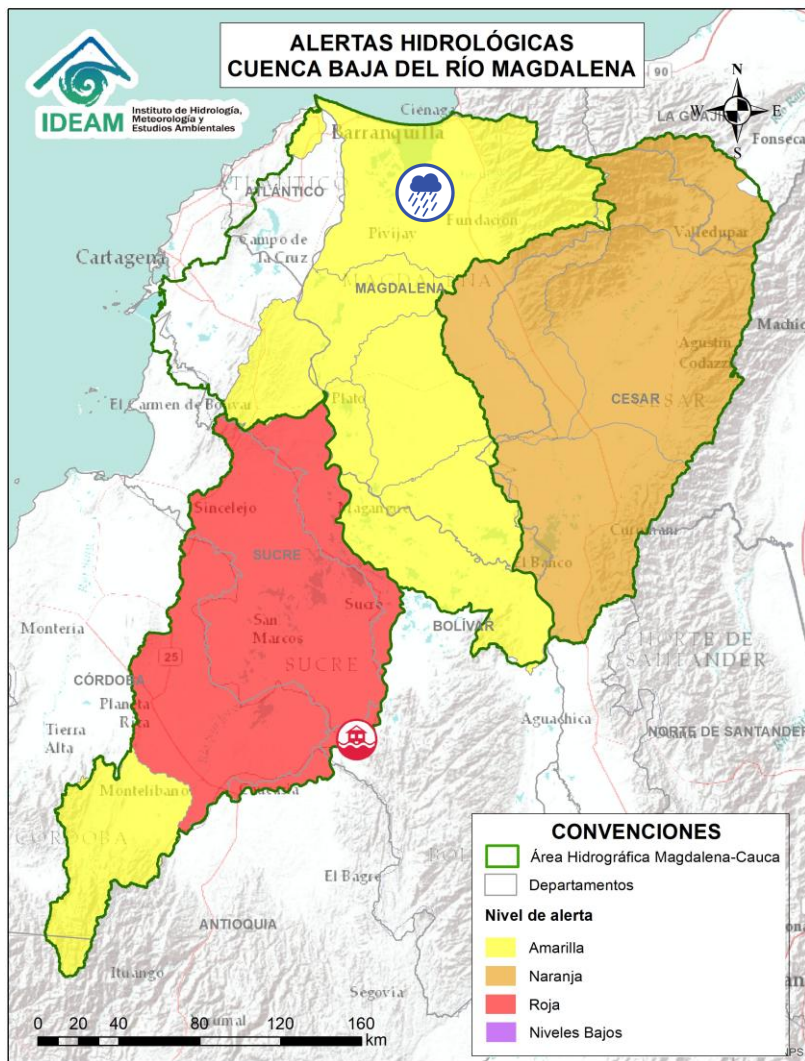 ALERTAS HIDROLÓGICAS
CUENCA BAJA DEL RÍO MAGDALENA
IDEAM
Instituto de Hidrología,
Meteorología y
Estudios Ambientales
N
W
E
S
90
LA GUAJI
Fonseca
Ciénaga
Barranquilla
ATLÁNTICO
Campo de
la Cruz
Cartagena
Pivijay
Fundación
Valledupar
MAGDALENA
Agustín
Codazzi
CESAR
El Carmen de Bolívar
Plato
Sincelejo
Magangué
Curumaní
SUCRE
El Banco
San
Marcos
Sucre
BOLÍVAR
Montería
25
SUCRE
NORTE DE
SANTANDER
CÓRDOBA
Planeta
Rica
Tierra
Alta
Aguachica
NORTE DE SANTANDER
Montelíbano
Caucasia
CÓRDOBA
El Bagre
ANTIOQUIA
Ituango
Segovia
0 20 40 80 120 160
km
CONVENCIONES
Área Hidrográfica Magdalena-Cauca
Departamentos
Nivel de alerta
Amarilla
Naranja
Roja
Niveles Bajos